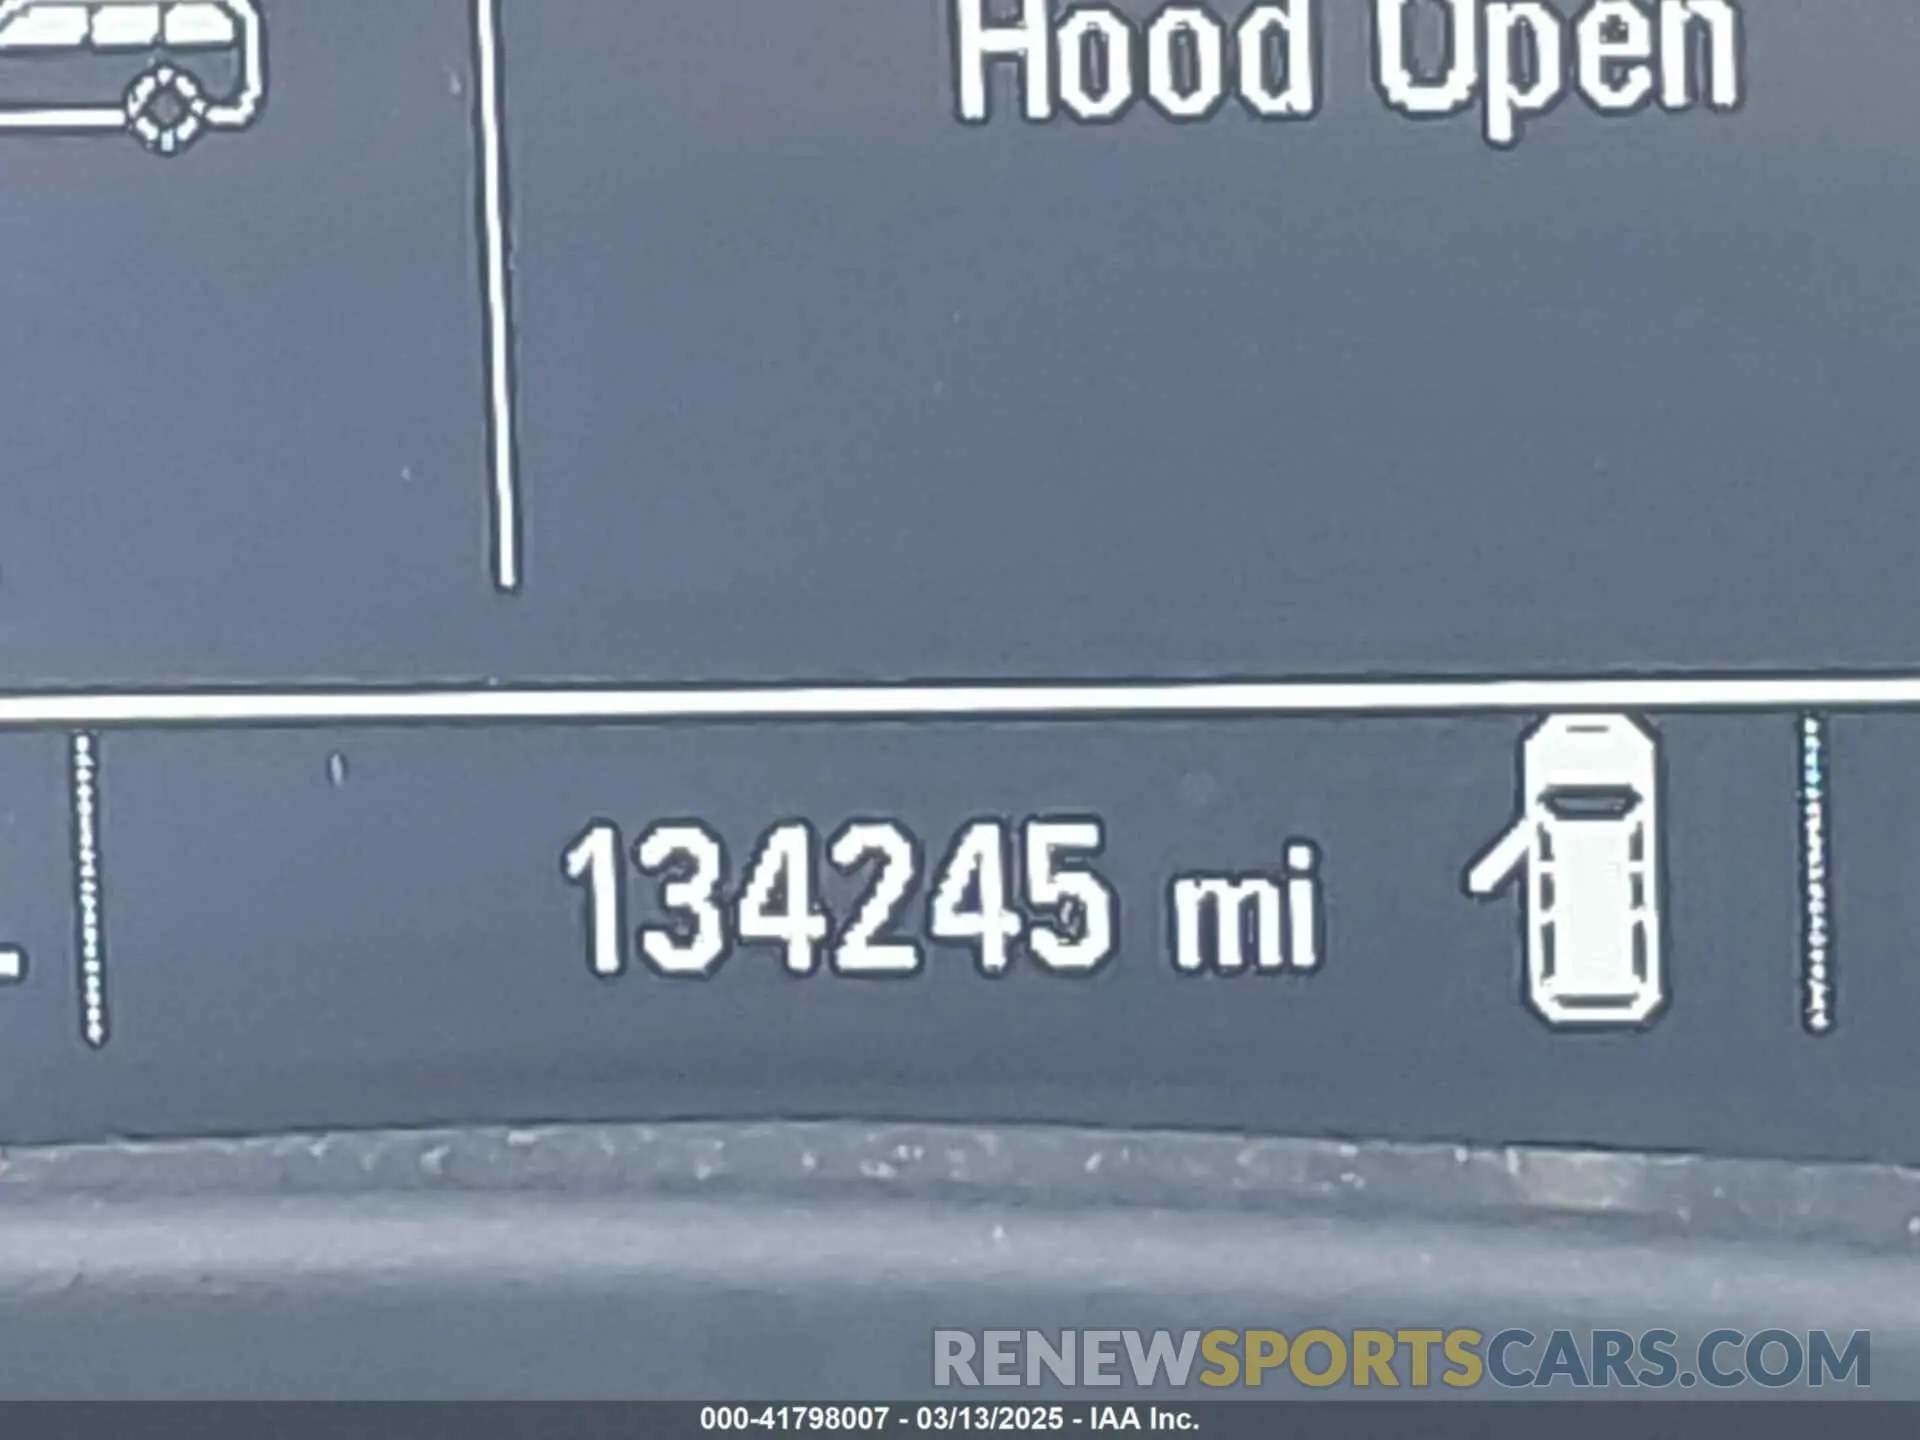 Hood Open
134245 mi
RENEWSPORTSCARS.COM
000-41798007 - 03/13/2025 - IAA Inc.